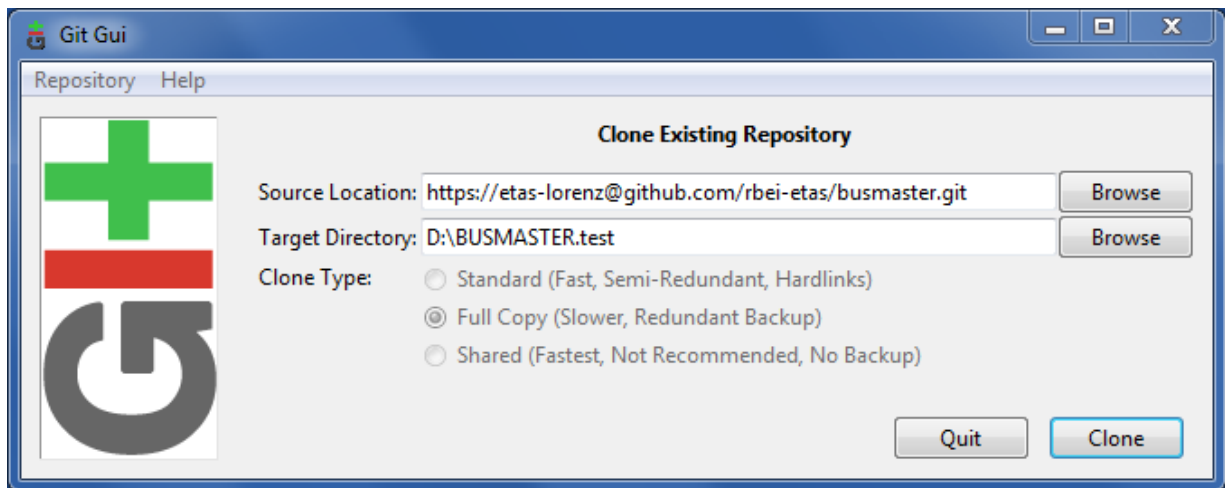 Git Gui
Repository Help
Clone Existing Repository
Source Location: https://etas-lorenz@github.com/rbei-etas/busmaster.git Browse
Target Directory: D:\BUSMASTER.test Browse
Clone Type: Standard (Fast, Semi-Redundant, Hardlinks)
Full Copy (Slower, Redundant Backup)
Shared (Fastest, Not Recommended, No Backup)
Quit Clone